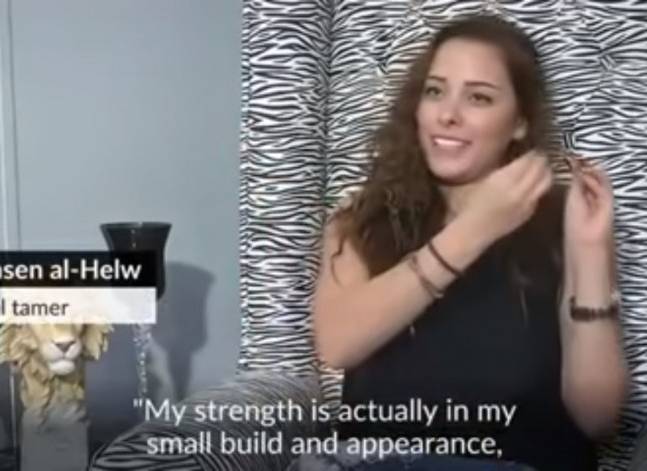 sen al-Helw
l tamer
"My strength is actually in my
small build and appearance,